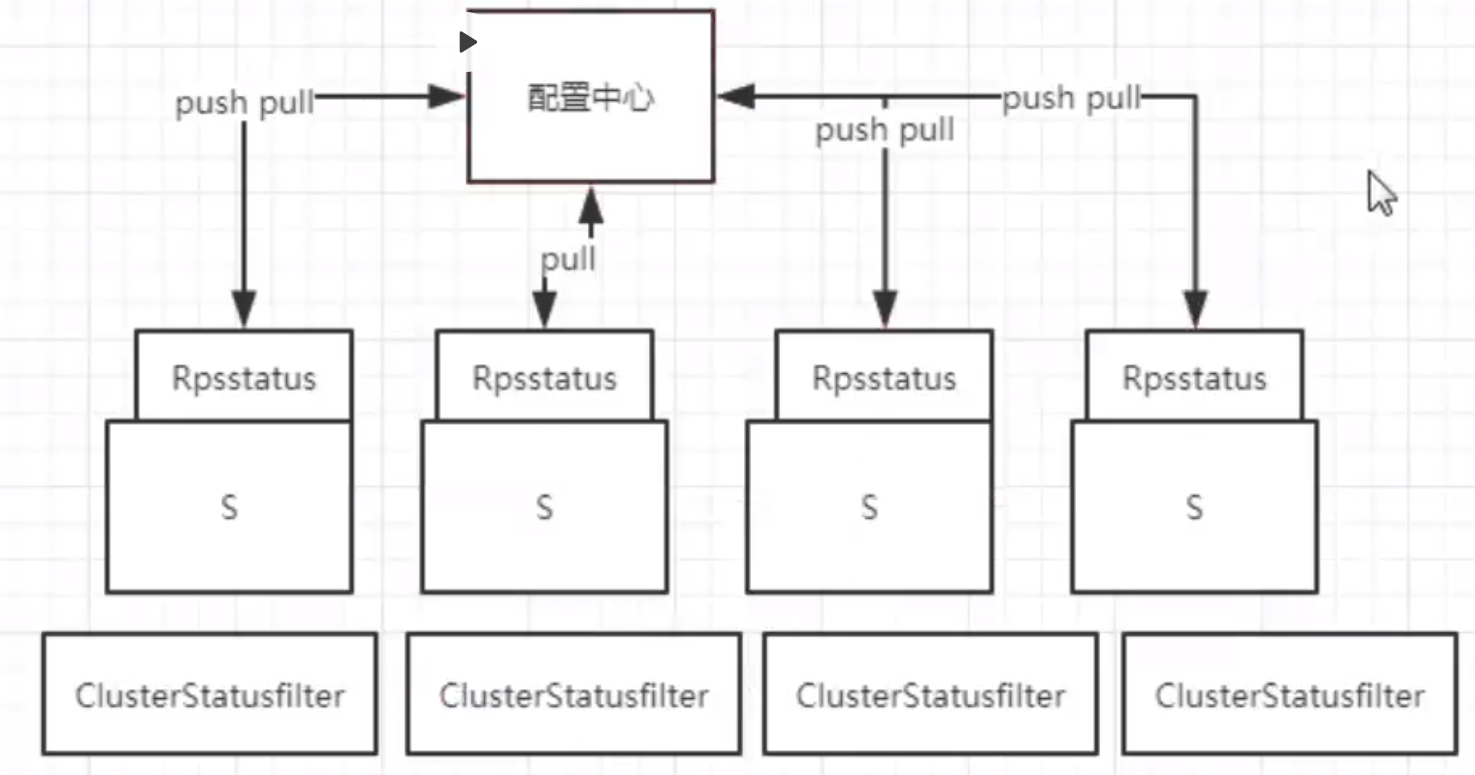 配置中心
push pull
push pull
push pull
pull
Rpsstatus
Rpsstatus
Rpsstatus
Rpsstatus
S
S
S
S
ClusterStatusfilter
ClusterStatusfilter
ClusterStatusfilter
ClusterStatusfilter